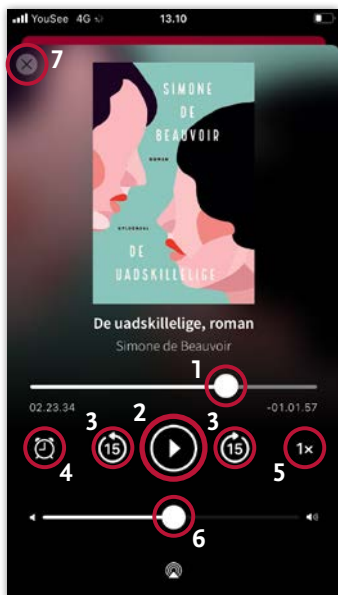 YouSee 4G 13.10
7
SIMONE
DE
BEAUVOIR
ROMAN
GYLDENDAL
DE
UADSKILLELIGE
De uadskillelige, roman
Simone de Beauvoir
1
02.23.34 -01.01.57
3 2 3
15 15 1×
4 5
6